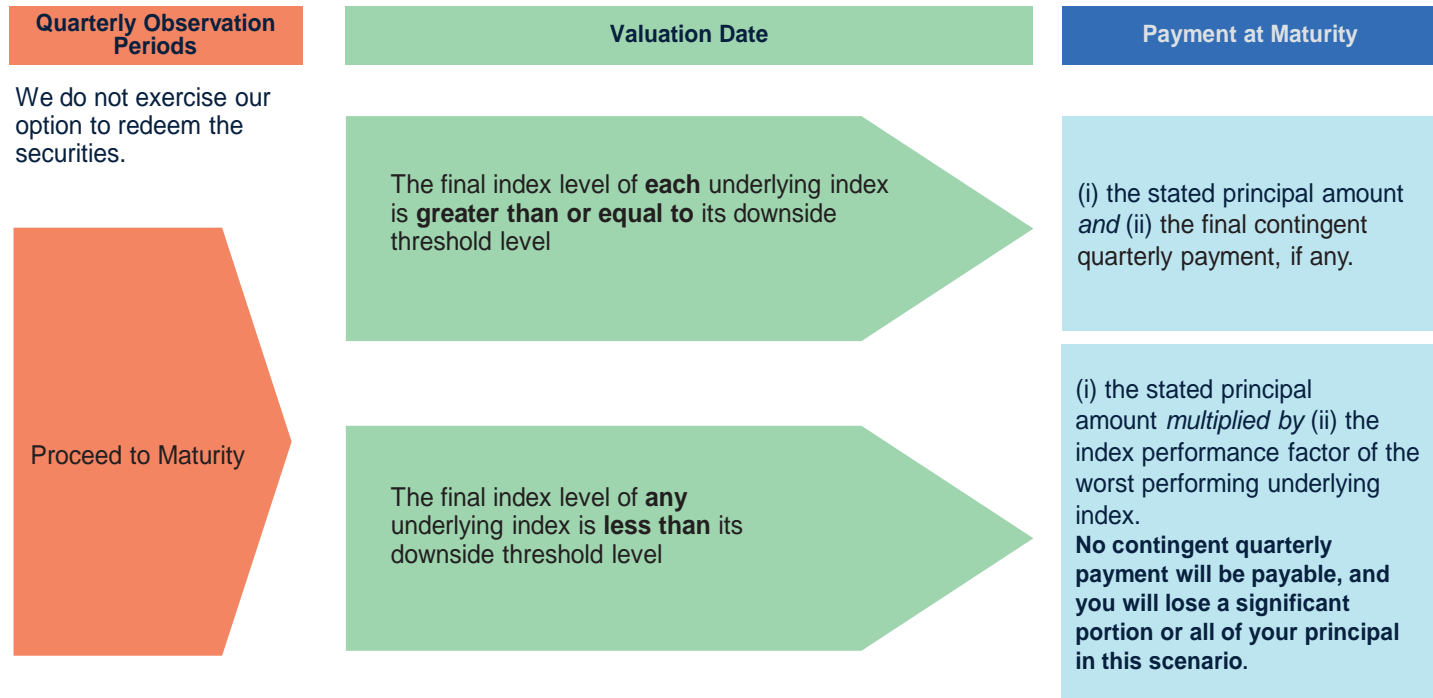 Quarterly Observation
Periods
Valuation Date
Payment at Maturity
We do not exercise our
option to redeem the
securities.
Proceed to Maturity
The final index level of each underlying index
is greater than or equal to its downside
threshold level
(i) the stated principal amount
and (ii) the final contingent
quarterly payment, if any.
The final index level of any
underlying index is less than its
downside threshold level
(i) the stated principal
amount multiplied by (ii) the
index performance factor of the
worst performing underlying
index.
No contingent quarterly
payment will be payable, and
you will lose a significant
portion or all of your principal
in this scenario.